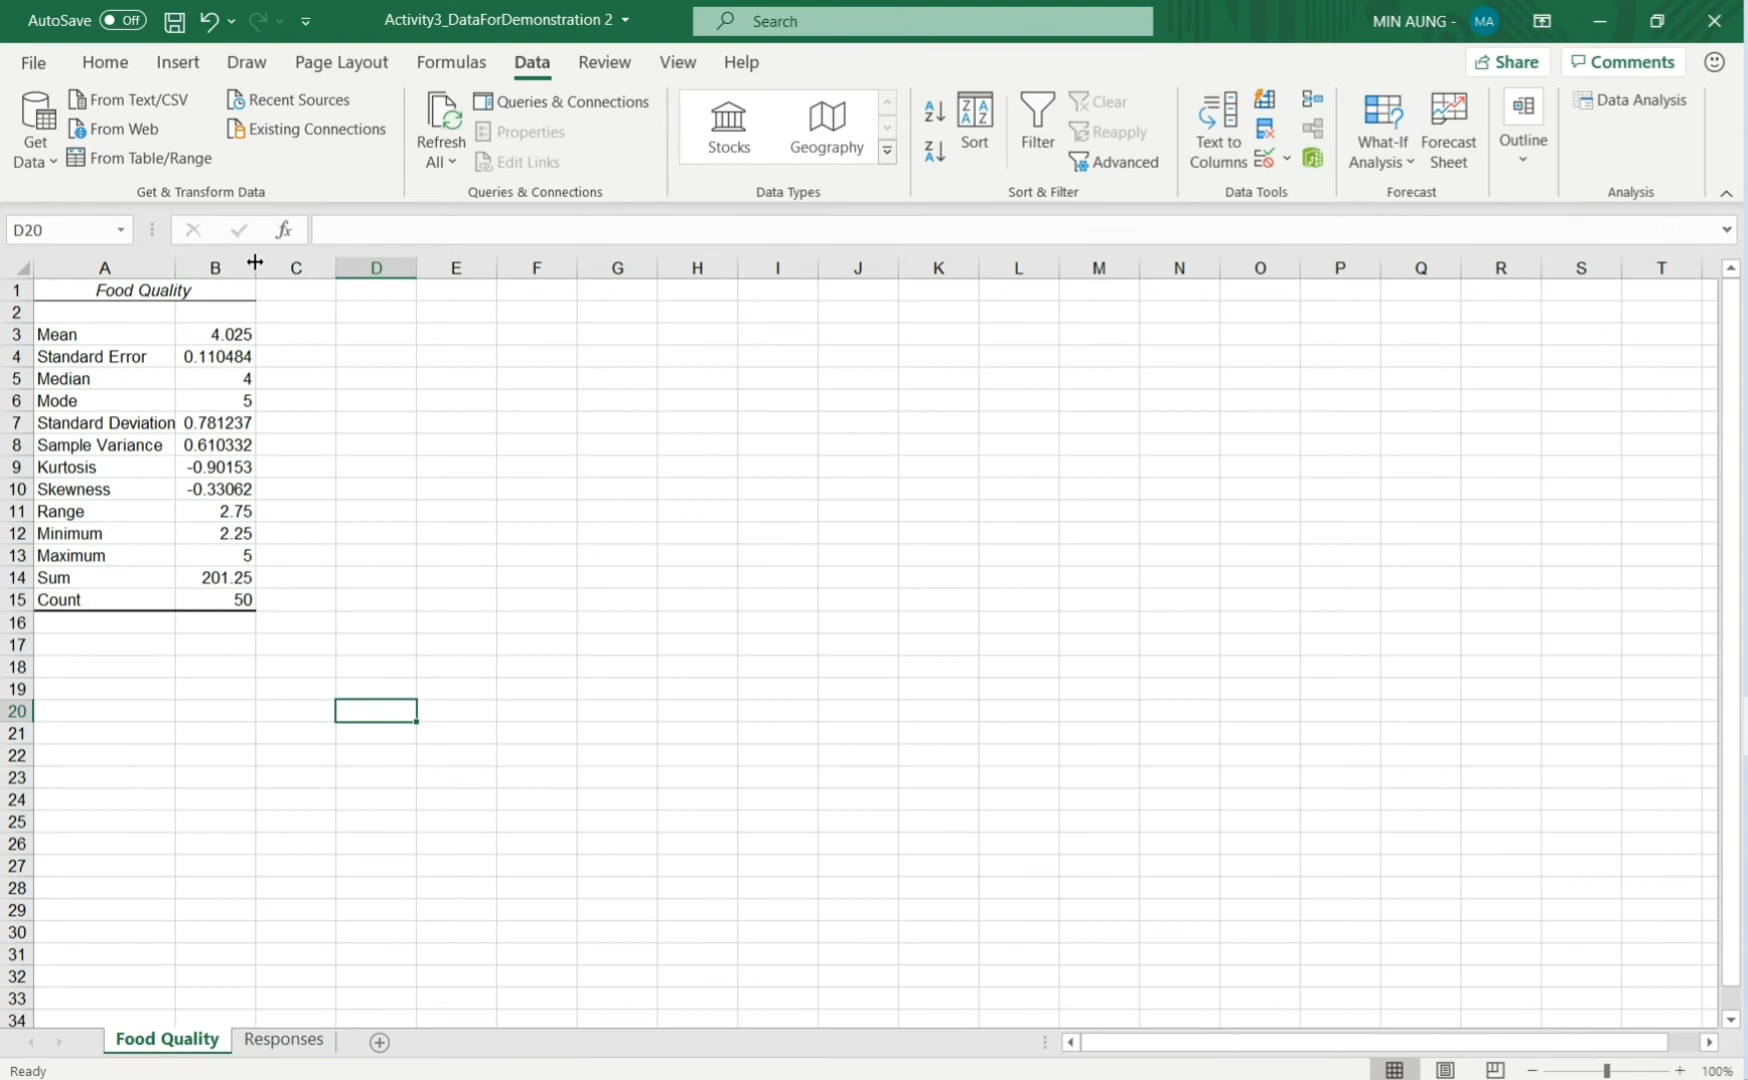 AutoSave Off Activity3_DataForDemonstration 2 Search MIN AUNG - MA
File Home Insert Draw Page Layout Formulas Data Review View Help Share Comments
Get Data
From Text/CSV
From Web
From Table/Range
Recent Sources
Existing Connections
Get & Transform Data
Refresh All
Queries & Connections
Properties
Edit Links
Queries & Connections
Stocks
Geography
Data Types
Sort
Filter
Clear
Reapply
Advanced
Sort & Filter
Text to Columns
Data Tools
What-If Analysis
Forecast Sheet
Forecast
Outline
Data Analysis
Analysis
D20 fx
A B C D E F G H I J K L M N O P Q R S T
1 Food Quality
2
3 Mean 4.025
4 Standard Error 0.110484
5 Median 4
6 Mode 5
7 Standard Deviation 0.781237
8 Sample Variance 0.610332
9 Kurtosis -0.90153
10 Skewness -0.33062
11 Range 2.75
12 Minimum 2.25
13 Maximum 5
14 Sum 201.25
15 Count 50
16
17
18
19
20
21
22
23
24
25
26
27
28
29
30
31
32
33
34
Food Quality Responses
Ready 100%